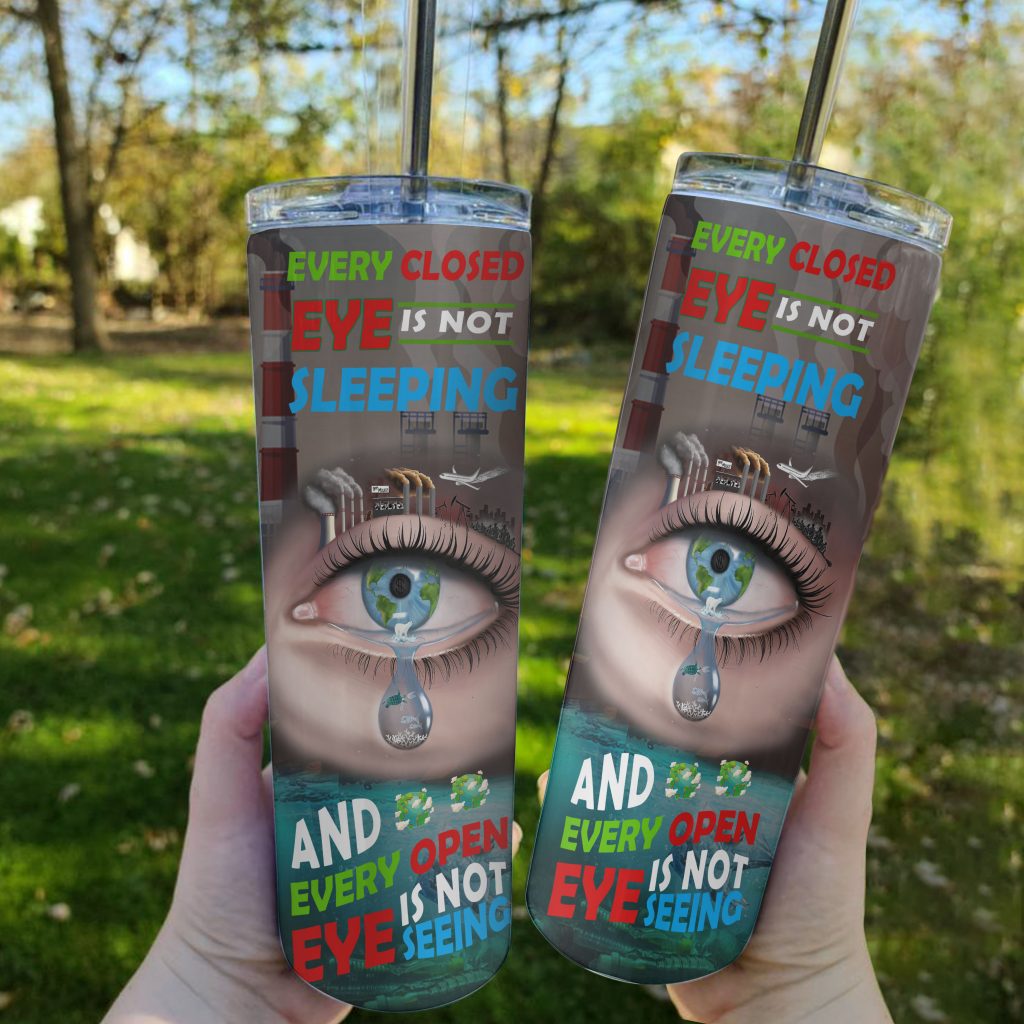 EVERY CLOSED
EYE IS NOT
SLEEPING
AND
EVERY OPEN
EYE IS NOT
SEEING
EVERY CLOSED
EYE IS NOT
SLEEPING
AND
EVERY OPEN
EYE IS NOT
SEEING